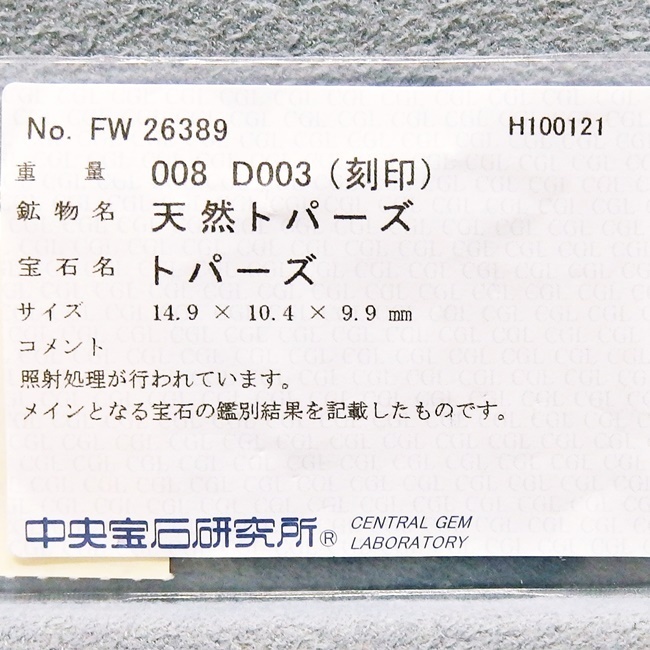 No. FW 26389 H100121
重量 008 D003 (刻印)
鉱物名 天然トパーズ
宝石名 トパーズ
サイズ 14.9 × 10.4 × 9.9 mm
コメント
照射処理が行われています。
メインとなる宝石の鑑別結果を記載したものです。
中央宝石研究所® CENTRAL GEM
LABORATORY